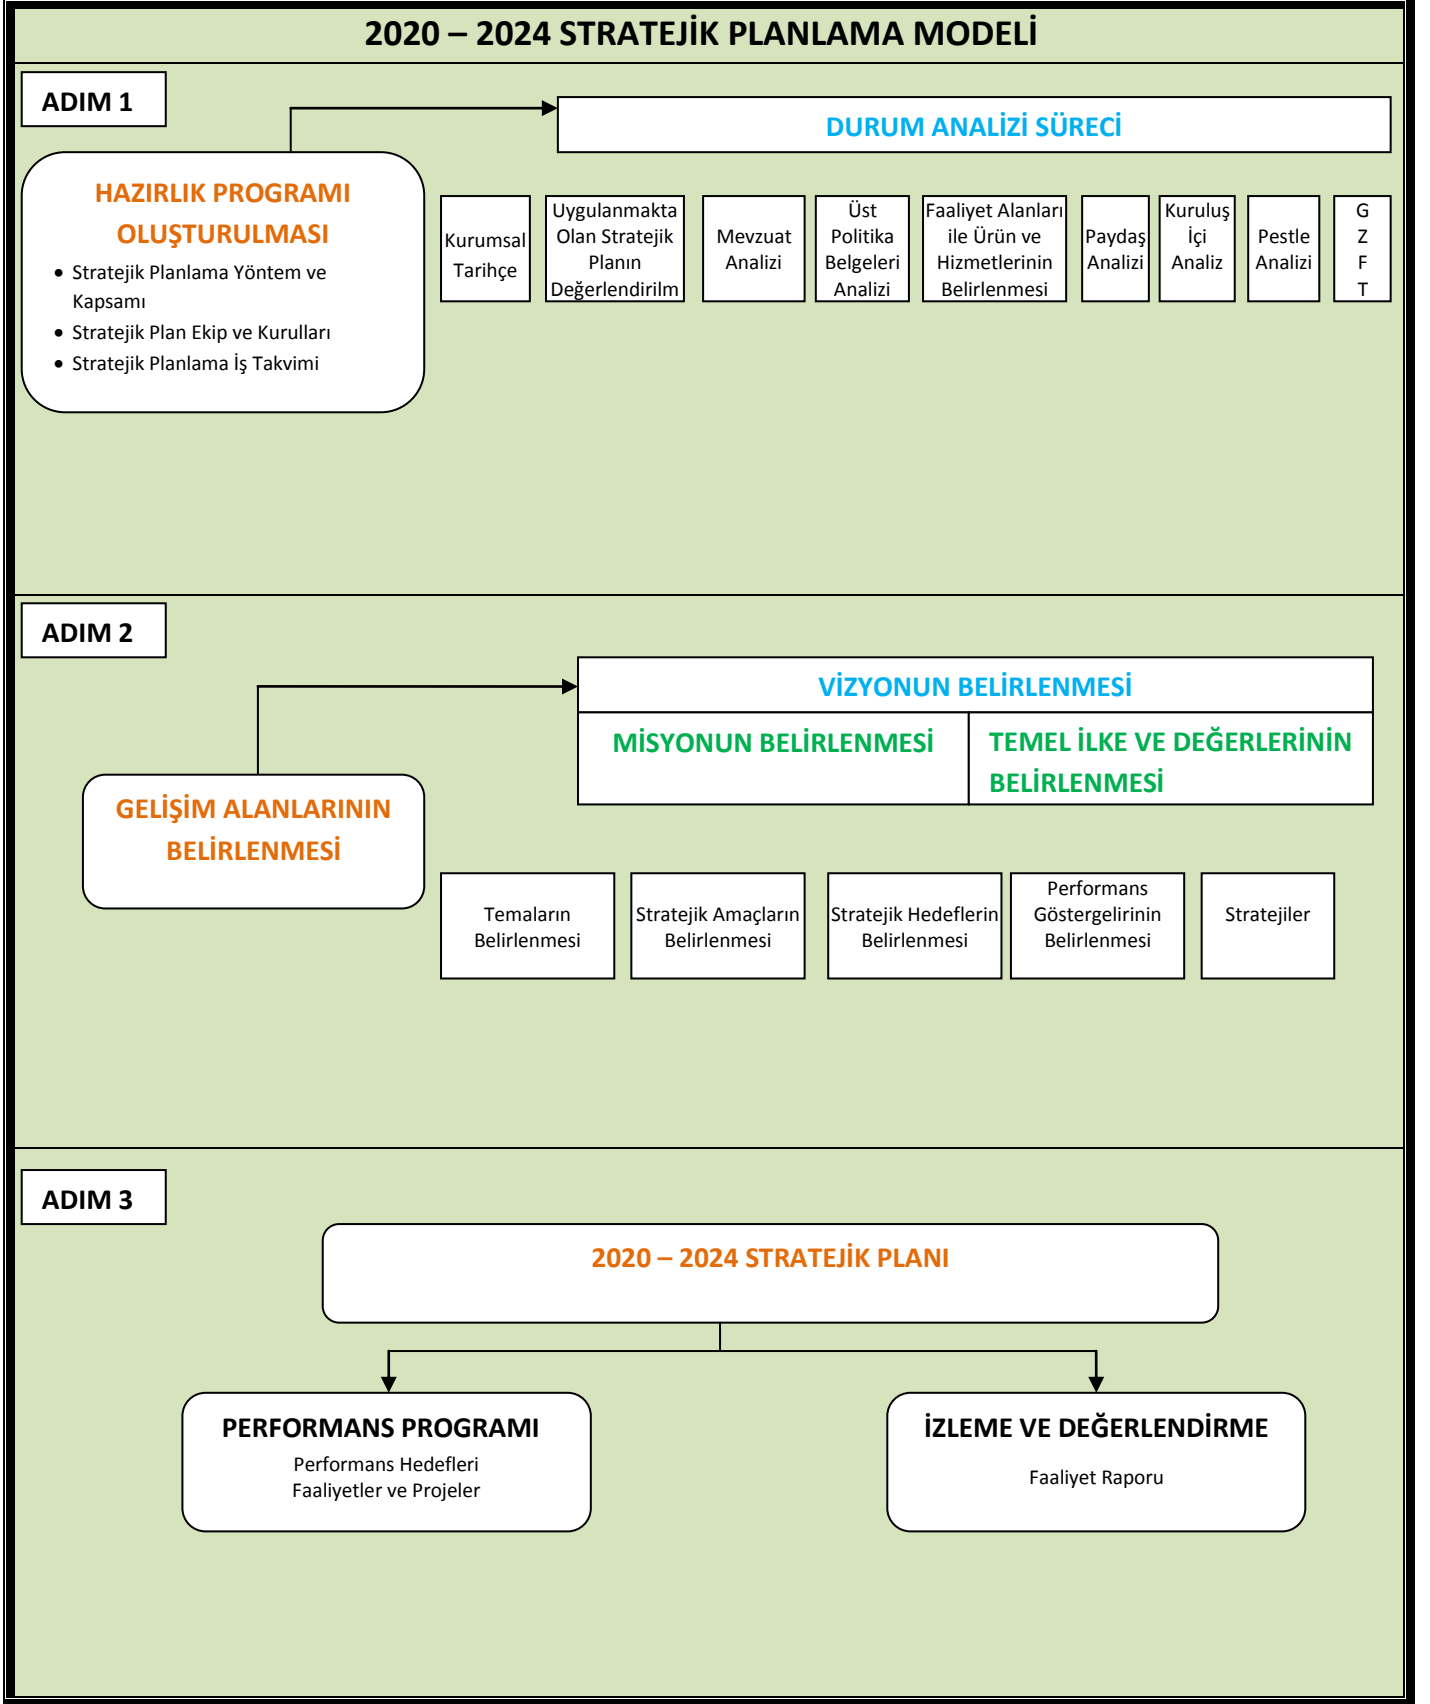 2020 – 2024 STRATEJİK PLANLAMA MODELİ
ADIM 1
DURUM ANALİZİ SÜRECİ
HAZIRLIK PROGRAMI
OLUŞTURULMASI
• Stratejik Planlama Yöntem ve
Kapsamı
• Stratejik Plan Ekip ve Kurulları
• Stratejik Planlama İş Takvimi
Kurumsal
Tarihçe
Uygulanmakta
Olan Stratejik
Planın
Değerlendirilm
Mevzuat
Analizi
Üst
Politika
Belgeleri
Analizi
Faaliyet Alanları
ile Ürün ve
Hizmetlerinin
Belirlenmesi
Paydaş
Analizi
Kuruluş
İçi
Analiz
Pestle
Analizi
G
Z
F
T
ADIM 2
VİZYONUN BELİRLENMESİ
MİSYONUN BELİRLENMESİ
TEMEL İLKE VE DEĞERLERİNİN
BELİRLENMESİ
GELİŞİM ALANLARININ
BELİRLENMESİ
Temaların
Belirlenmesi
Stratejik Amaçların
Belirlenmesi
Stratejik Hedeflerin
Belirlenmesi
Performans
Göstergelirinin
Belirlenmesi
Stratejiler
ADIM 3
2020 – 2024 STRATEJİK PLANI
PERFORMANS PROGRAMI
Performans Hedefleri
Faaliyetler ve Projeler
İZLEME VE DEĞERLENDİRME
Faaliyet Raporu